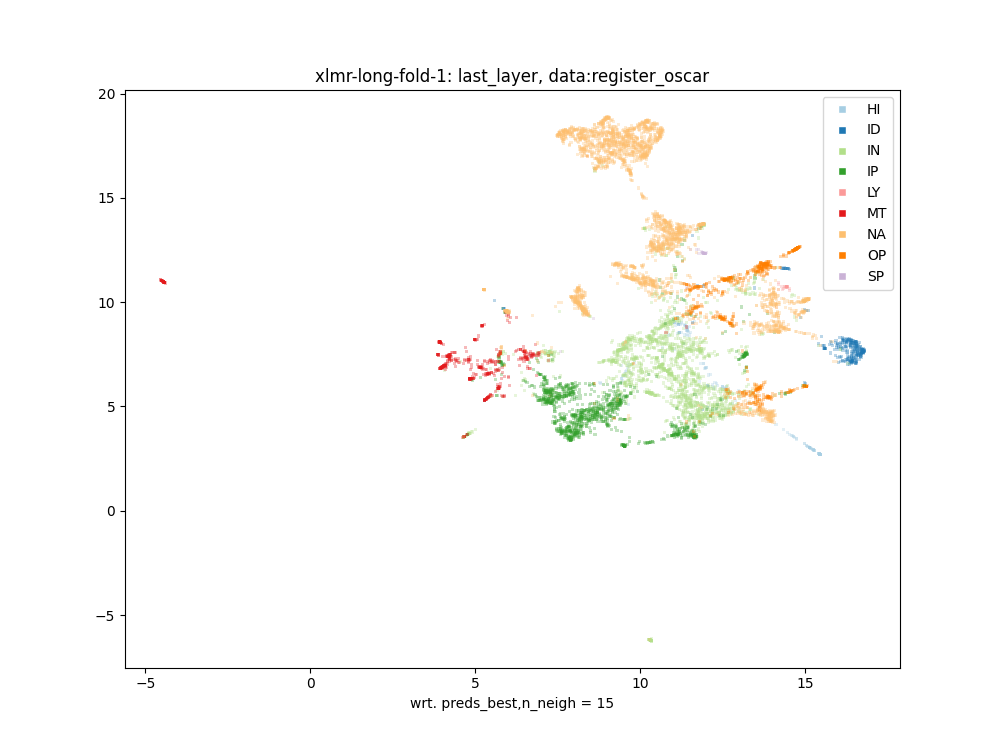 xlmr-long-fold-1: last_layer, data:register_oscar
20
15
10
5
0
−5
−5
0
5
10
15
wrt. preds_best,n_neigh = 15
HI
ID
IN
IP
LY
MT
NA
OP
SP